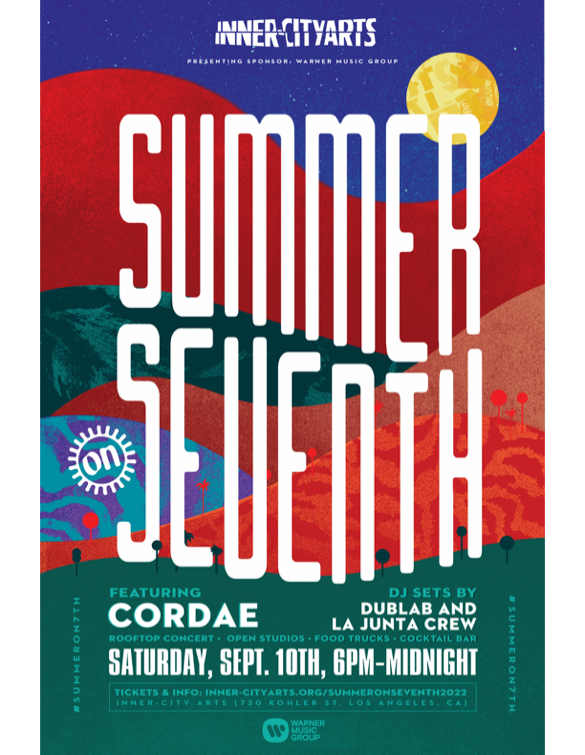 INNER-CITYARTS
PRESENTING SPONSOR: WARNER MUSIC GROUP
SUMMER
on
SEVENTH
FEATURING
CORDAE
DJ SETS BY
DUBLAB AND
LA JUNTA CREW
ROOFTOP CONCERT • OPEN STUDIOS • FOOD TRUCKS • COCKTAIL BAR
SATURDAY, SEPT. 10TH, 6PM-MIDNIGHT
TICKETS & INFO: INNER-CITYARTS.ORG/SUMMERONSEVENTH2022
INNER-CITY ARTS (720 KOHLER ST. LOS ANGELES, CA)
#SUMMERON7TH
#SUMMERON7TH
WARNER
MUSIC
GROUP